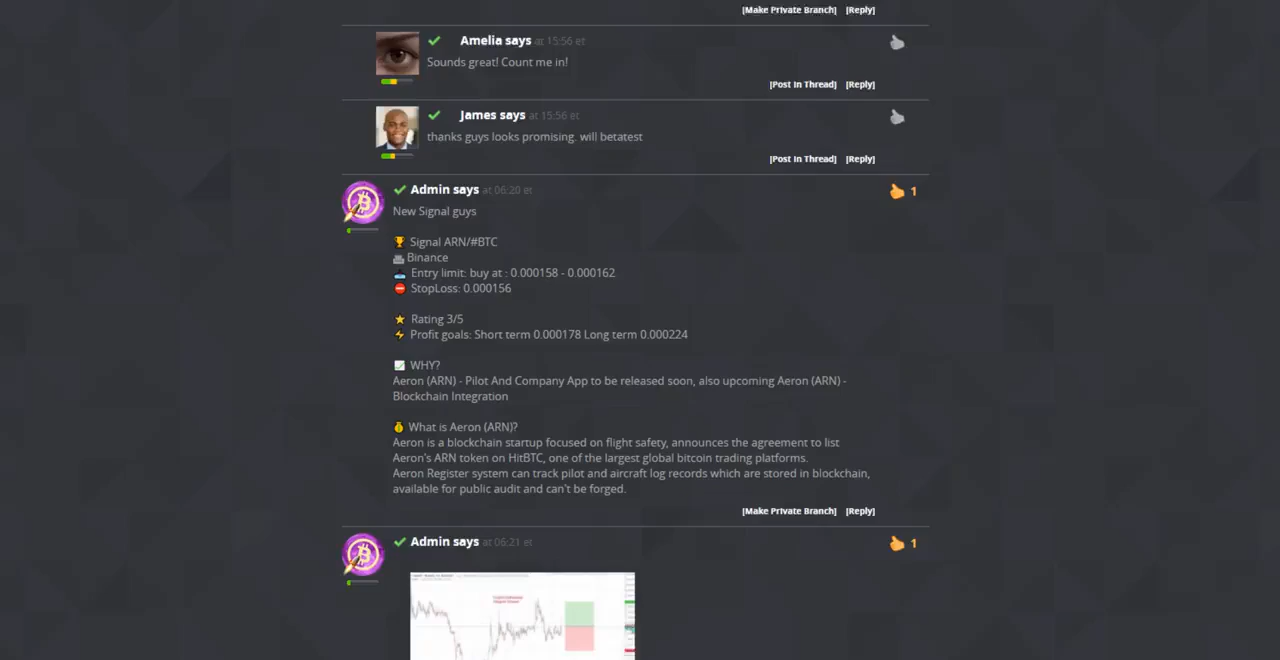 [Make Private Branch] [Reply]
Amelia says at 15:56 et
Sounds great! Count me in!
[Post In Thread] [Reply]
James says at 15:56 et
thanks guys looks promising. will betatest
[Post In Thread] [Reply]
Admin says at 06:20 et
1
New Signal guys
Signal ARN/#BTC
Binance
Entry limit: buy at : 0.000158 - 0.000162
StopLoss: 0.000156
Rating 3/5
Profit goals: Short term 0.000178 Long term 0.000224
WHY?
Aeron (ARN) - Pilot And Company App to be released soon, also upcoming Aeron (ARN) -
Blockchain Integration
What is Aeron (ARN)?
Aeron is a blockchain startup focused on flight safety, announces the agreement to list
Aeron's ARN token on HitBTC, one of the largest global bitcoin trading platforms.
Aeron Register system can track pilot and aircraft log records which are stored in blockchain,
available for public audit and can't be forged.
[Make Private Branch] [Reply]
Admin says at 06:21 et
1